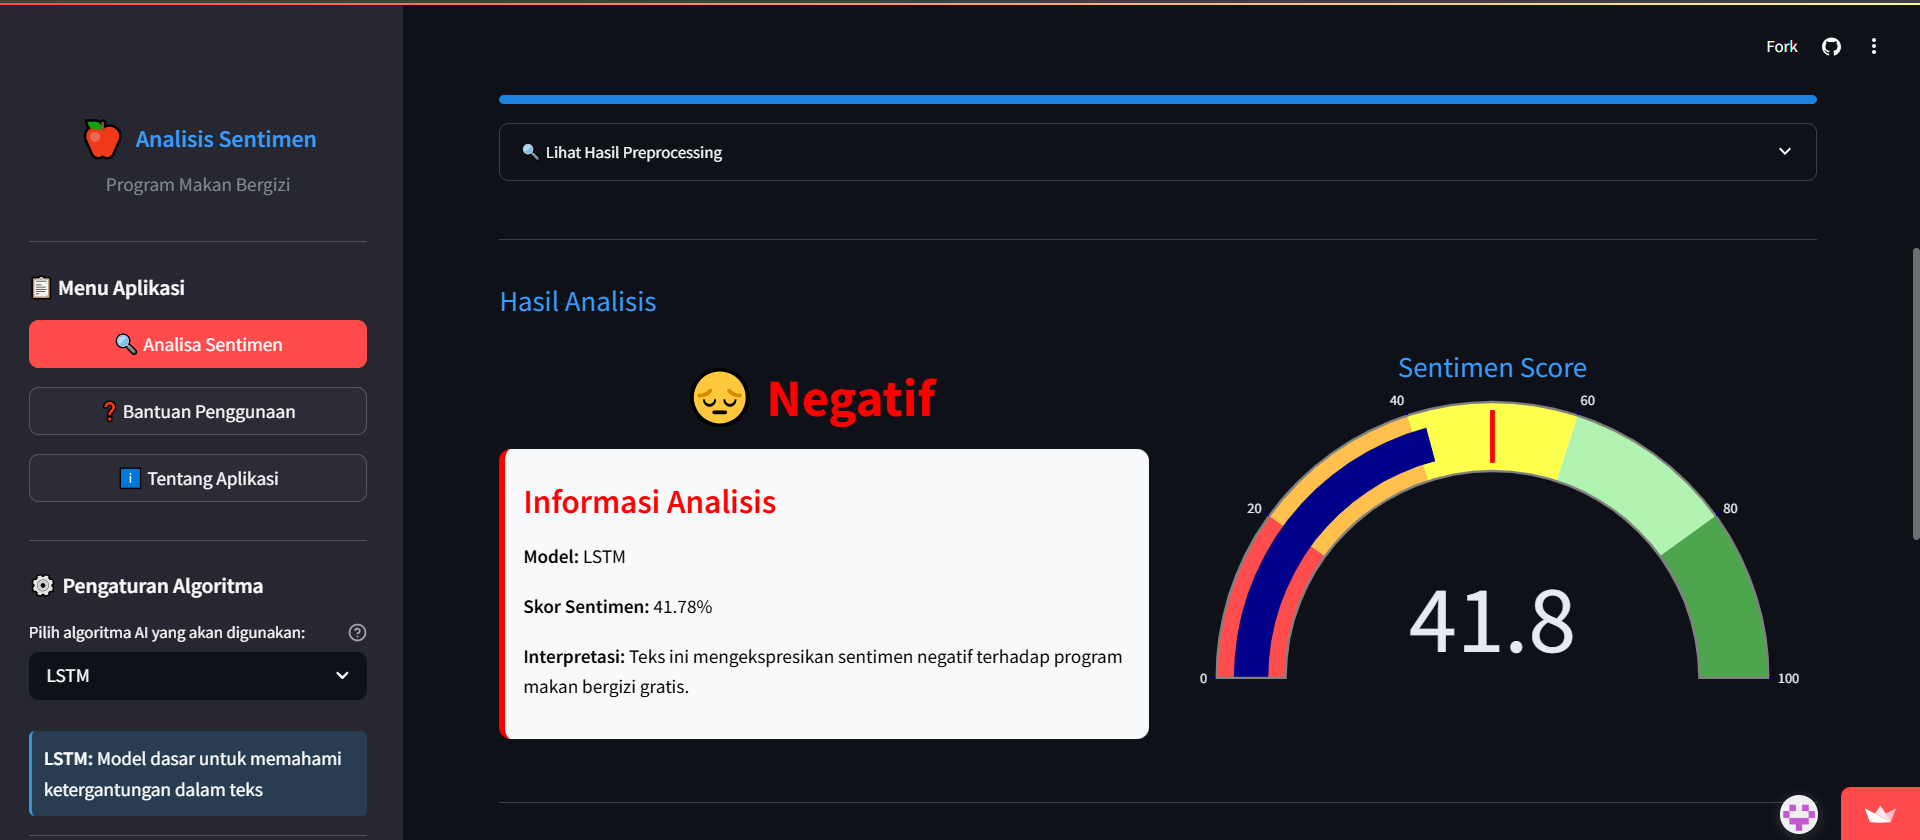 Fork
Analisis Sentimen
Program Makan Bergizi
Menu Aplikasi
Analisa Sentimen
Bantuan Penggunaan
Tentang Aplikasi
Pengaturan Algoritma
Pilih algoritma AI yang akan digunakan:
LSTM
LSTM: Model dasar untuk memahami
ketergantungan dalam teks
Lihat Hasil Preprocessing
Hasil Analisis
Negatif
Informasi Analisis
Model: LSTM
Skor Sentimen: 41.78%
Interpretasi: Teks ini mengekspresikan sentimen negatif terhadap program
makan bergizi gratis.
Sentimen Score
0
20
40
60
80
100
41.8